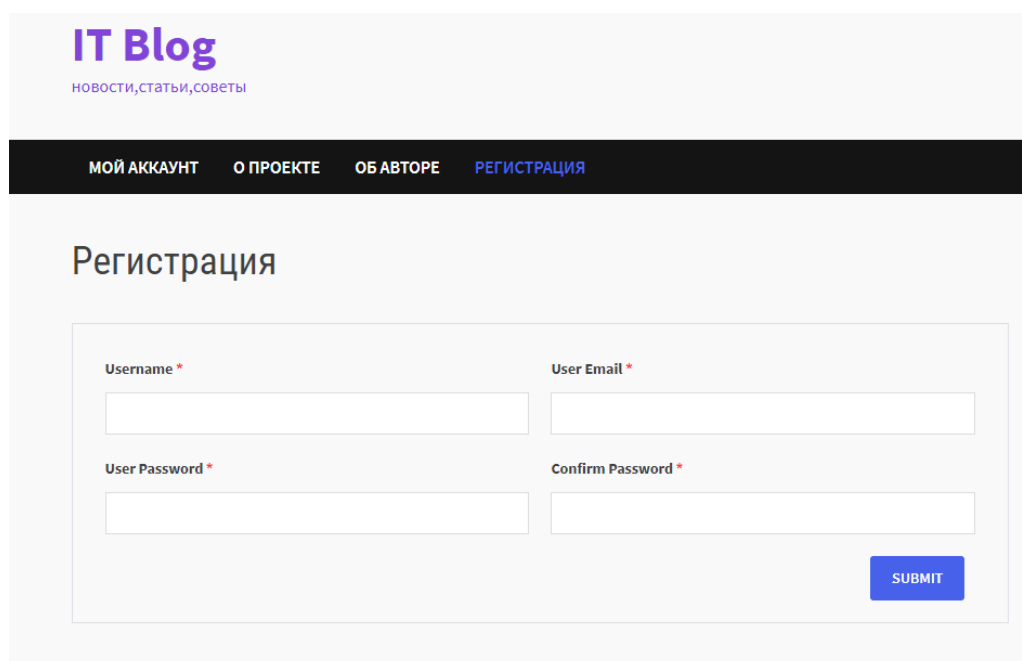 IT Blog
новости,статьи,советы
МОЙ АККАУНТ О ПРОЕКТЕ ОБ АВТОРЕ РЕГИСТРАЦИЯ
Регистрация
Username * User Email *
User Password * Confirm Password *
SUBMIT